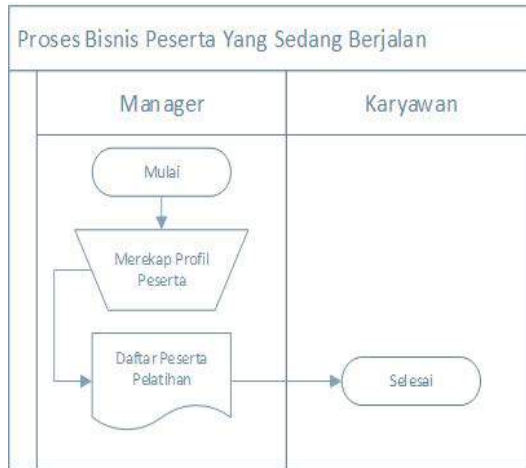 Proses Bisnis Peserta Yang Sedang Berjalan
Manager
Karyawan
Mulai
Merekap Profil
Peserta
Daftar Peserta
Pelatihan
Selesai